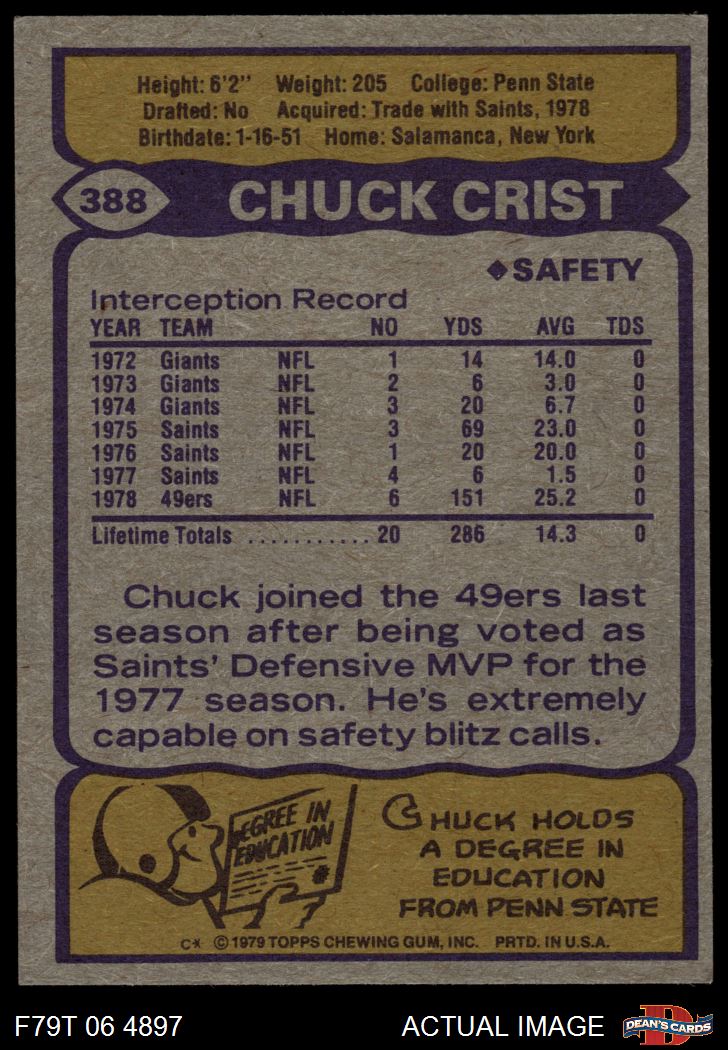 Height: 6'2" Weight: 205 College: Penn State
Drafted: No Acquired: Trade with Saints, 1978
Birthdate: 1-16-51 Home: Salamanca, New York
388 CHUCK CRIST
◆SAFETY
Interception Record
YEAR TEAM NO YDS AVG TDS
1972 Giants NFL 1 14 14.0 0
1973 Giants NFL 2 6 3.0 0
1974 Giants NFL 3 20 6.7 0
1975 Saints NFL 3 69 23.0 0
1976 Saints NFL 1 20 20.0 0
1977 Saints NFL 4 6 1.5 0
1978 49ers NFL 6 151 25.2 0
Lifetime Totals ........... 20 286 14.3 0
Chuck joined the 49ers last
season after being voted as
Saints' Defensive MVP for the
1977 season. He's extremely
capable on safety blitz calls.
DEGREE IN
EDUCATION
CHUCK HOLDS
A DEGREE IN
EDUCATION
FROM PENN STATE
C* © 1979 TOPPS CHEWING GUM, INC. PRTD. IN U.S.A.
F79T 06 4897 ACTUAL IMAGE
D
DEAN'S CARDS